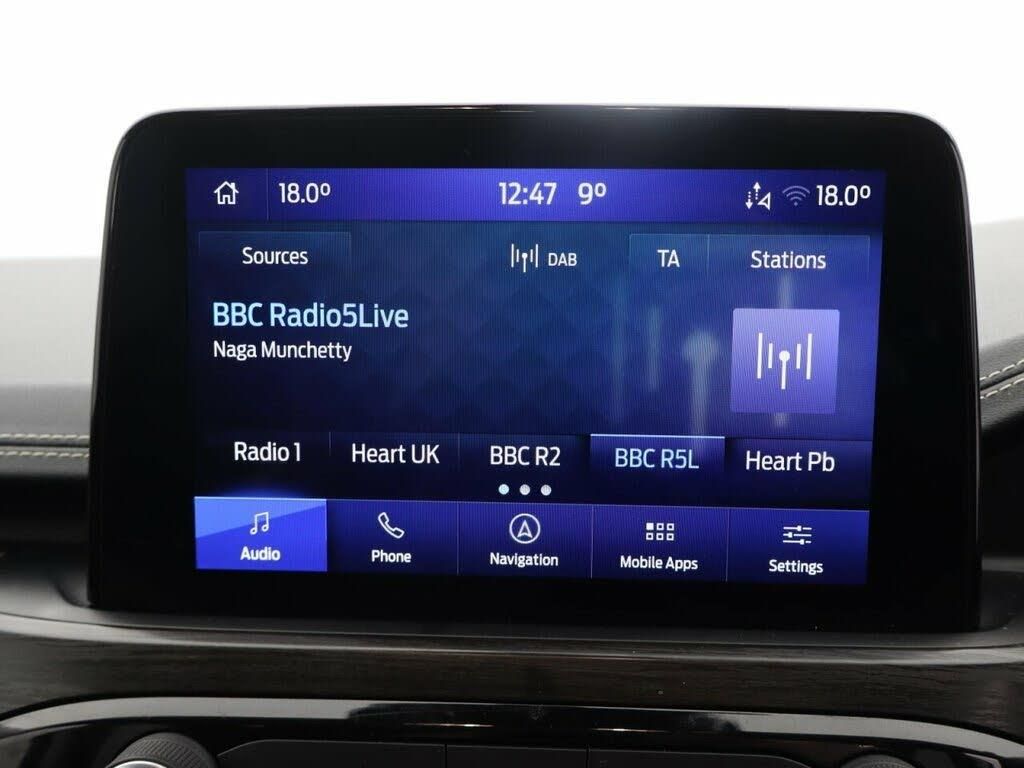 18.0° 12:47 9° 18.0°
Sources DAB TA Stations
BBC Radio5Live
Naga Munchetty
Radio 1 Heart UK BBC R2 BBC R5L Heart Pb
Audio Phone Navigation Mobile Apps Settings